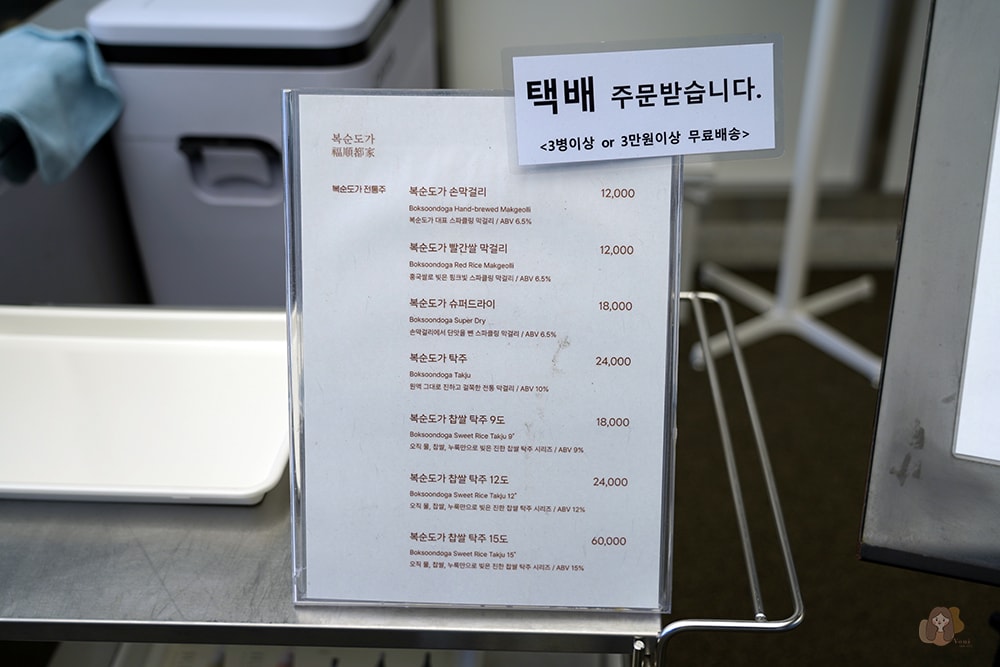 택배 주문받습니다.
<3병이상 or 3만원이상 무료배송>
복순도가
福順都家
복순도가 전통주
복순도가 손막걸리 12,000
Boksoondoga Hand-brewed Makgeolli
복순도가 대표 스파클링 막걸리 / ABV 6.5%
복순도가 빨간쌀 막걸리 12,000
Boksoondoga Red Rice Makgeolli
홍국쌀로 빚은 핑크빛 스파클링 막걸리 / ABV 6.5%
복순도가 슈퍼드라이 18,000
Boksoondoga Super Dry
손막걸리에서 단맛을 뺀 스파클링 막걸리 / ABV 6.5%
복순도가 탁주 24,000
Boksoondoga Takju
원액 그대로 진하고 걸쭉한 전통 막걸리 / ABV 10%
복순도가 찹쌀 탁주 9도 18,000
Boksoondoga Sweet Rice Takju 9˚
오직 물, 찹쌀, 누룩만으로 빚은 진한 찹쌀 탁주 시리즈 / ABV 9%
복순도가 찹쌀 탁주 12도 24,000
Boksoondoga Sweet Rice Takju 12˚
오직 물, 찹쌀, 누룩만으로 빚은 진한 찹쌀 탁주 시리즈 / ABV 12%
복순도가 찹쌀 탁주 15도 60,000
Boksoondoga Sweet Rice Takju 15˚
오직 물, 찹쌀, 누룩만으로 빚은 진한 찹쌀 탁주 시리즈 / ABV 15%